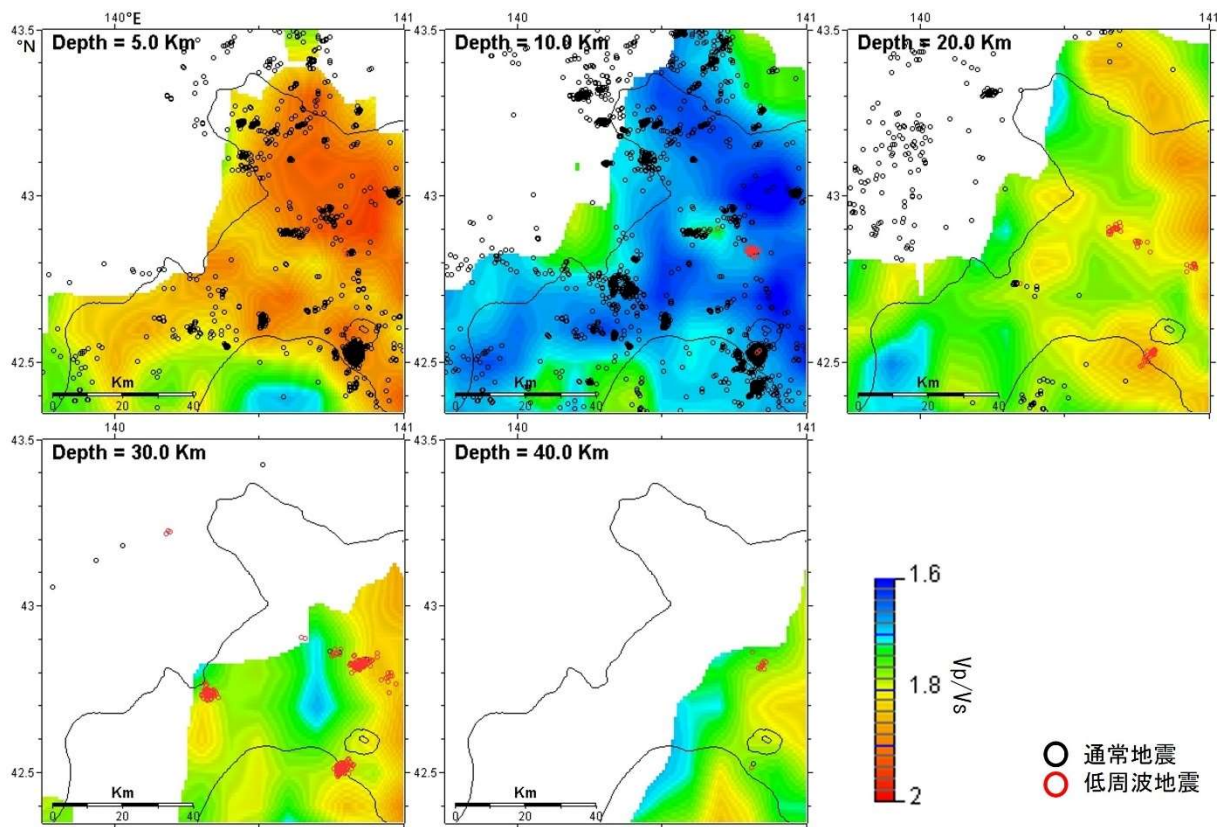 140°E 141 140 141 140 141
43.5
°N
Depth = 5.0 Km Depth = 10.0 Km Depth = 20.0 Km
43 43 43
42.5 42.5 42.5
Km Km Km
0 20 40 0 20 40 0 20 40
140 141 140 141
43.5 43.5
Depth = 30.0 Km Depth = 40.0 Km
43 43
42.5 42.5
Km Km
0 20 40 0 20 40
1.6
1.8
2
Vp/Vs
通常地震
低周波地震